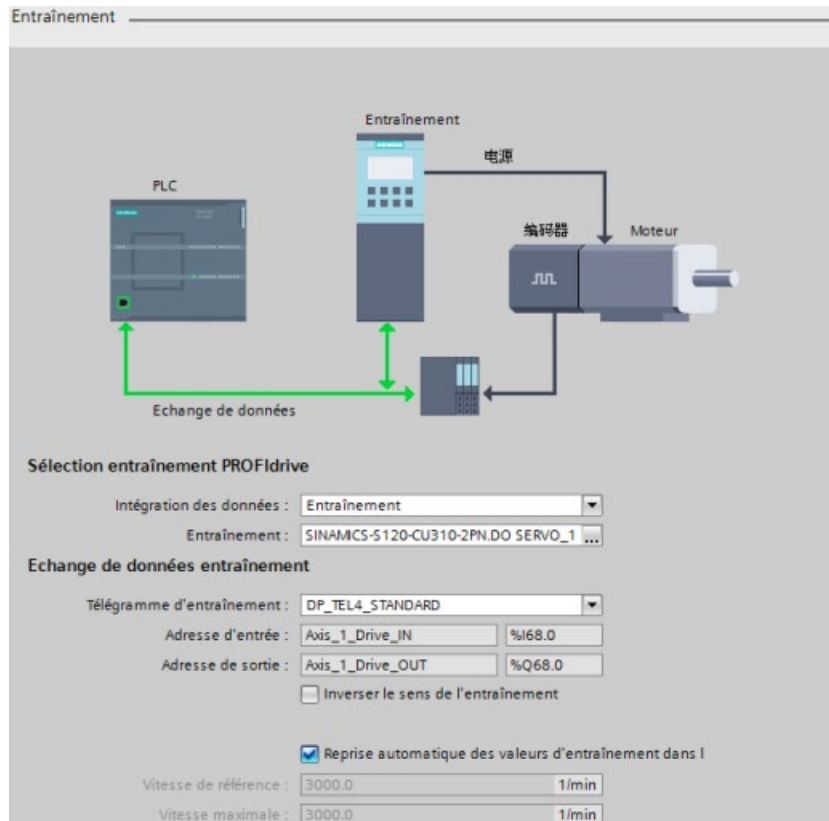 Entraînement
Entraînement
电源
PLC
编码器
Moteur
Echange de données
Sélection entraînement PROFIdrive
Intégration des données : Entraînement
Entraînement : SINAMICS-S120-CU310-2PN.DO SERVO_1 ...
Echange de données entraînement
Télégramme d'entraînement : DP_TEL4_STANDARD
Adresse d'entrée : Axis_1_Drive_IN %I68.0
Adresse de sortie : Axis_1_Drive_OUT %Q68.0
Inverser le sens de l'entraînement
Reprise automatique des valeurs d'entraînement dans l
Vitesse de référence : 3000.0 1/min
Vitesse maximale : 3000.0 1/min